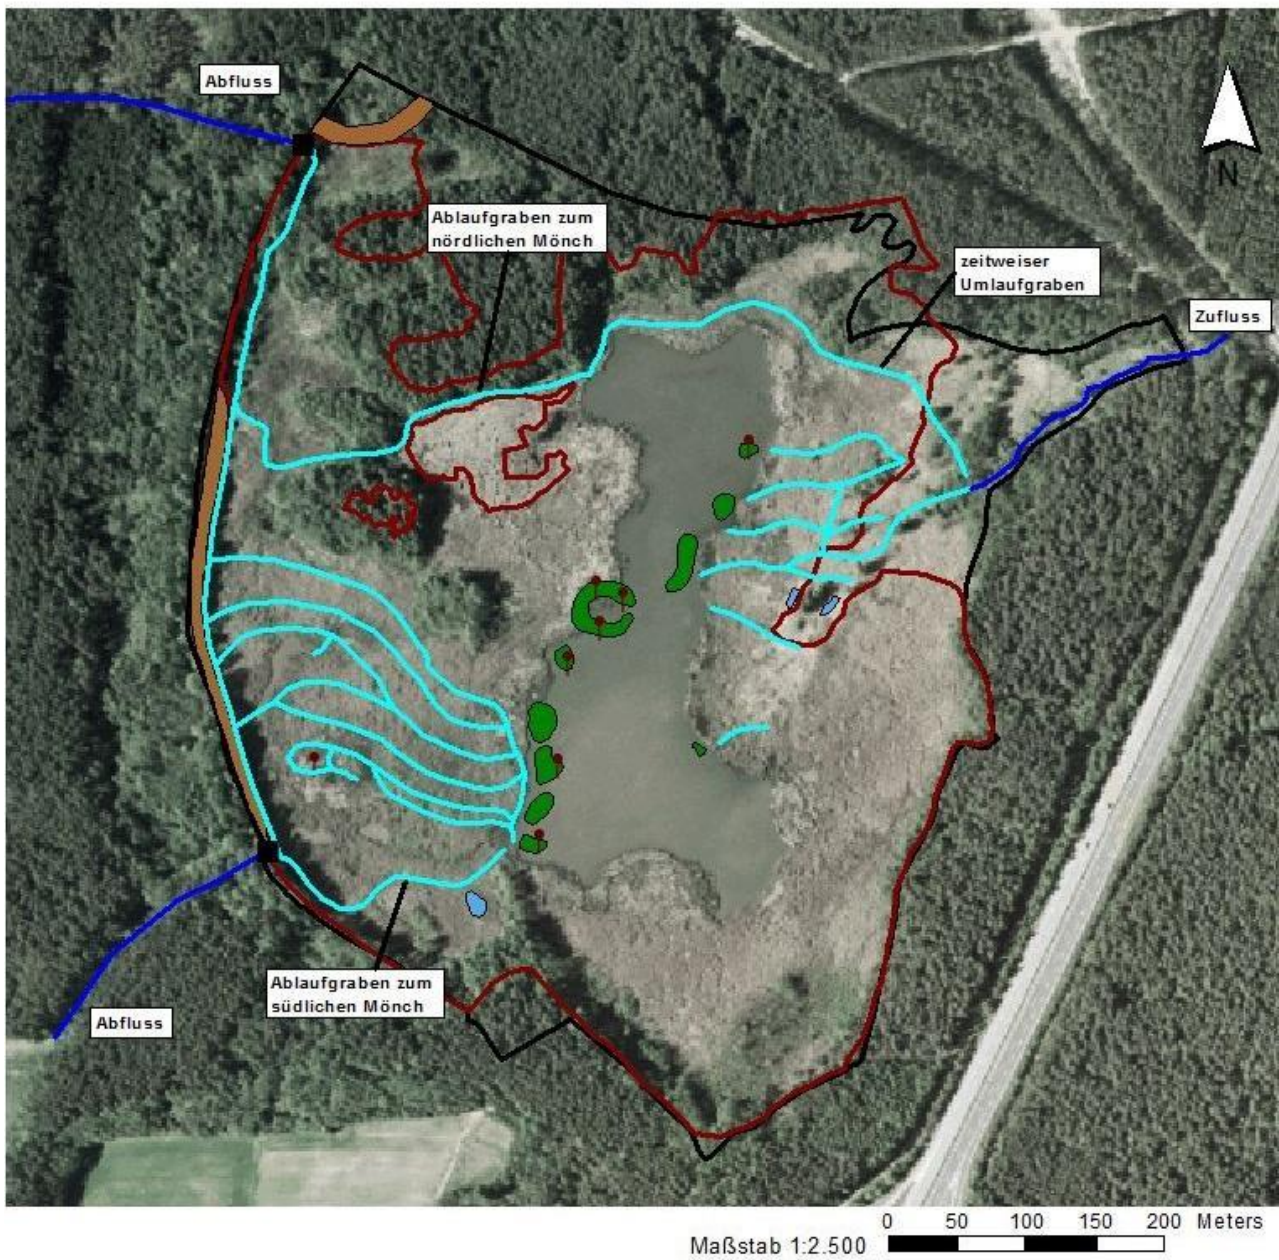 Abfluss
Ablaufgraben zum
nördlichen Mönch
zeitweiser
Umlaufgraben
Zufluss
N
Ablaufgraben zum
südlichen Mönch
Abfluss
0 50 100 150 200 Meters
Maßstab 1:2.500